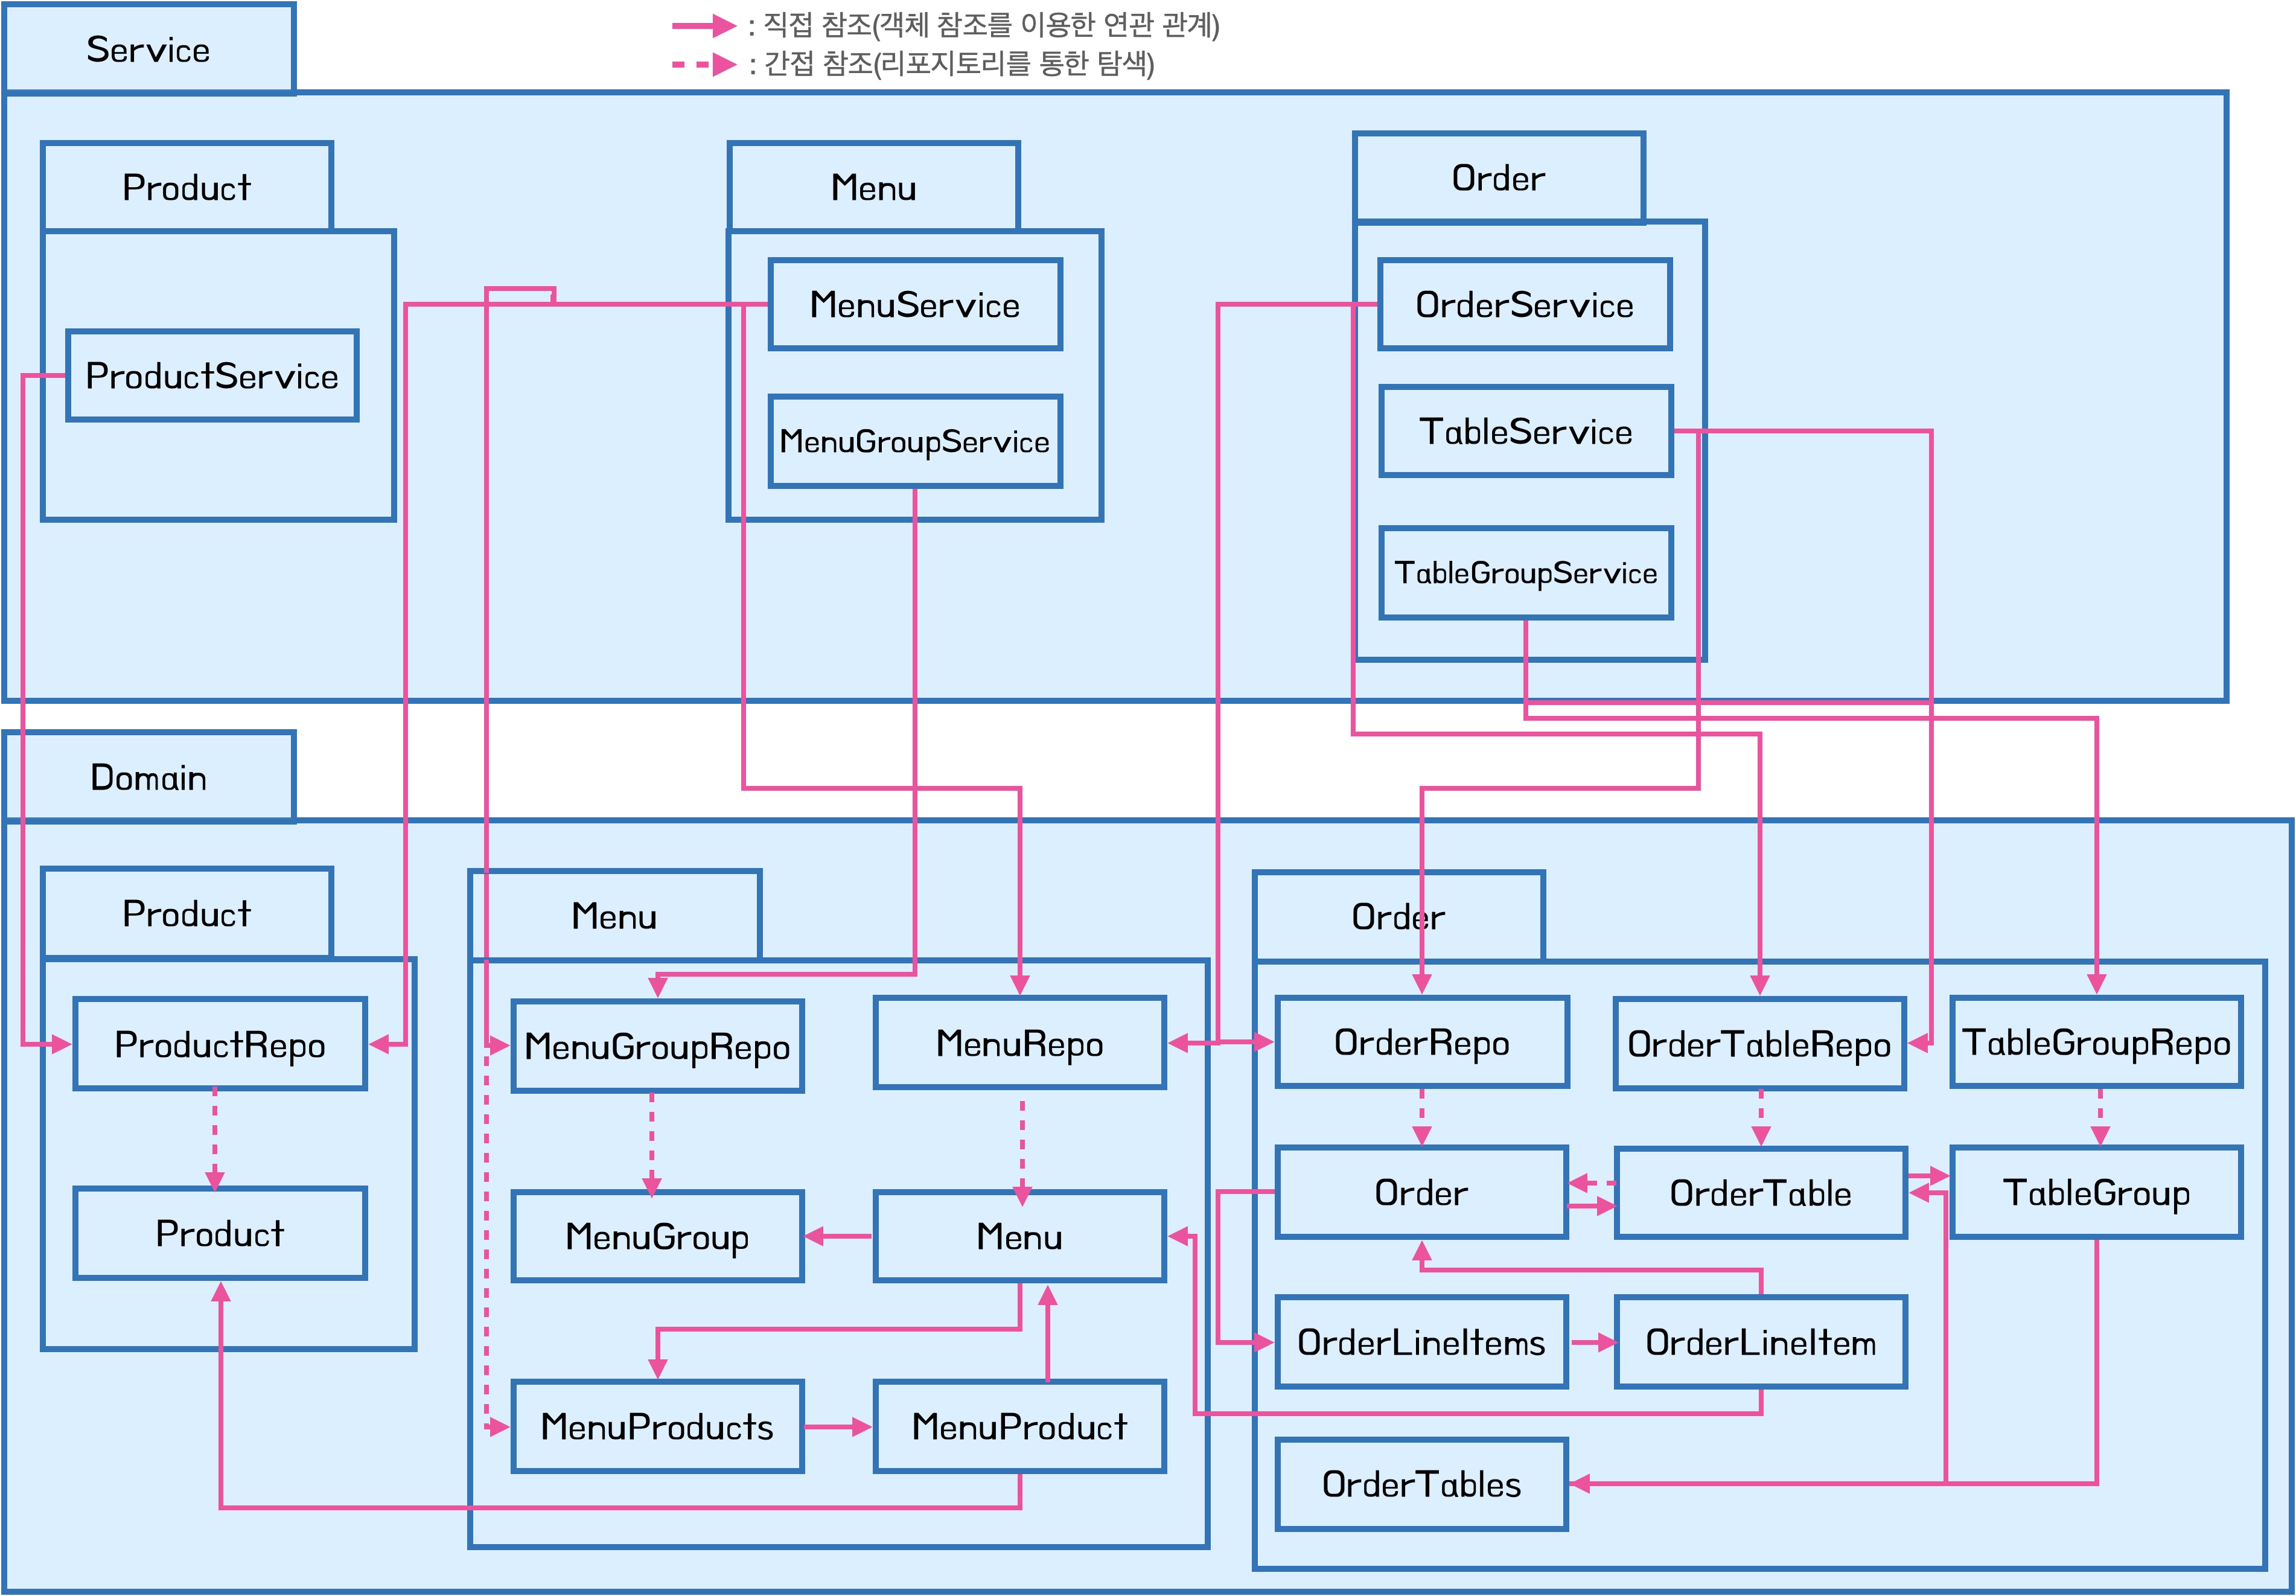 Service
: 직접 참조(객체 참조를 이용한 연관 관계)
: 간접 참조(리포지토리를 통한 탐색)
Product
Menu
Order
ProductService
MenuService
MenuGroupService
OrderService
TableService
TableGroupService
Domain
Product
Menu
Order
ProductRepo
MenuGroupRepo
MenuRepo
OrderRepo
OrderTableRepo
TableGroupRepo
Product
MenuGroup
Menu
Order
OrderTable
TableGroup
MenuProducts
MenuProduct
OrderLineItems
OrderLineItem
OrderTables